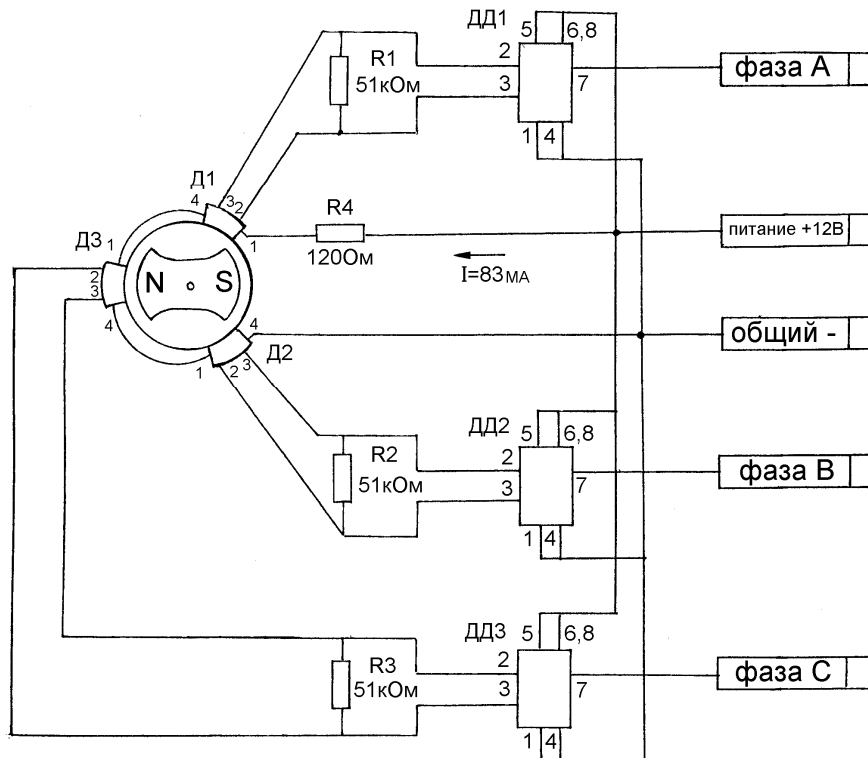 ДД1
5 6,8
2
R1
51кОм
3
7
фаза А
1 4
Д1
4 3 2
1
R4
120Ом
питание +12В
I=83мА
Д3
1
2
3
4
N S
общий -
4
Д2
1 2 3
ДД2
5 6,8
2
R2
51кОм
3
7
фаза В
1 4
ДД3
5 6,8
2
R3
51кОм
3
7
фаза С
1 4